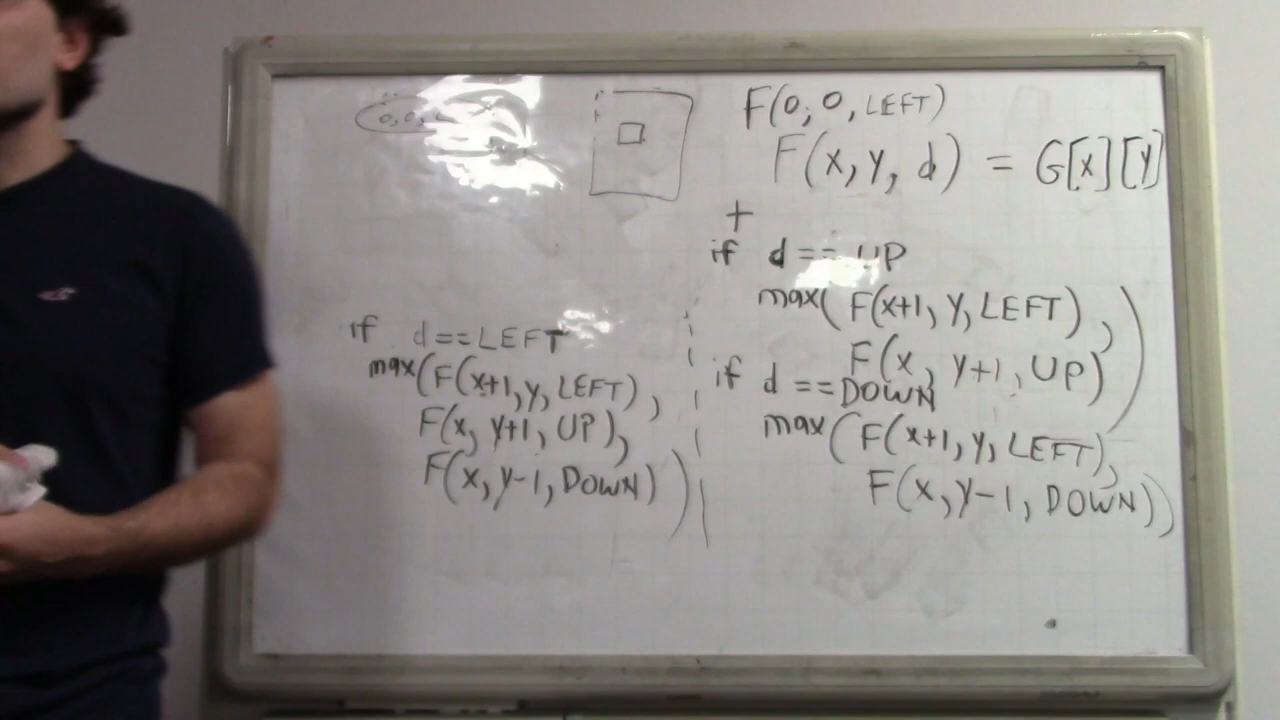 F(0, 0, LEFT)
F(x, y, d) = G[x][y]
+
if d == UP
max( F(x+1, y, LEFT),
F(x, y+1, UP) )
if d == DOWN
max( F(x+1, y, LEFT),
F(x, y-1, DOWN))
if d == LEFT
max(F(x+1, y, LEFT),
F(x, y+1, UP),
F(x, y-1, DOWN) )